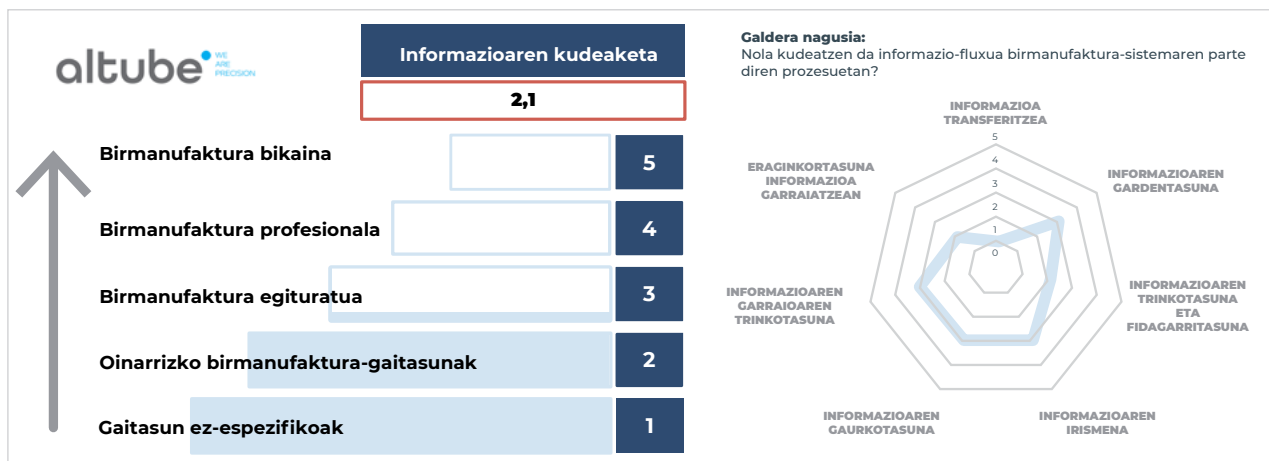 altube
WE
ARE
PRECISION
Informazioaren kudeaketa
2,1
Birmanufaktura bikaina
5
Birmanufaktura profesionala
4
Birmanufaktura egituratua
3
Oinarrizko birmanufaktura-gaitasunak
2
Gaitasun ez-espezifikoak
1
Galdera nagusia:
Nola kudeatzen da informazio-fluxua birmanufaktura-sistemaren parte
diren prozesuetan?
INFORMAZIOA
TRANSFERITZEA
5
4
3
2
1
0
ERAGINKORTASUNA
INFORMAZIOA
GARRAIATZEAN
INFORMAZIOAREN
GARDENTASUNA
INFORMAZIOAREN
GARRAIOAREN
TRINKOTASUNA
INFORMAZIOAREN
TRINKOTASUNA
ETA
FIDAGARRITASUNA
INFORMAZIOAREN
GAURKOTASUNA
INFORMAZIOAREN
IRISMENA